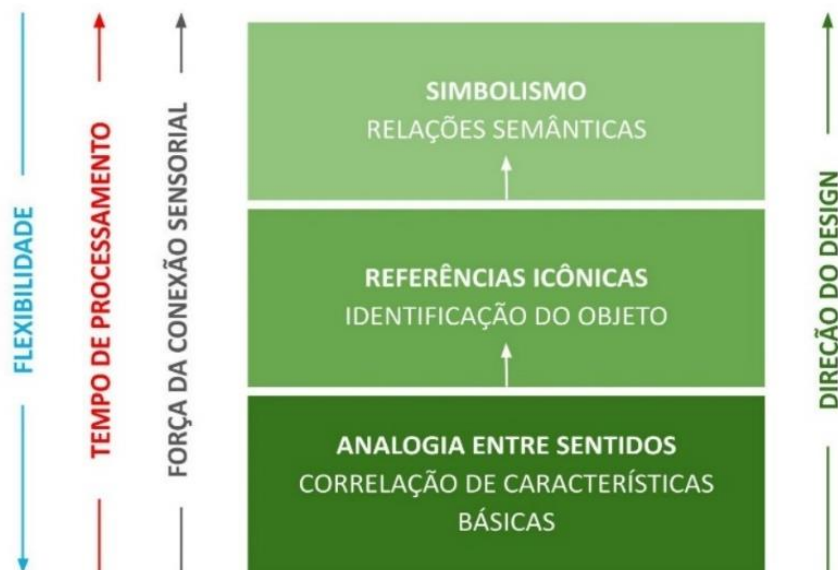 FLEXIBILIDADE
TEMPO DE PROCESSAMENTO
FORÇA DA CONEXÃO SENSORIAL
SIMBOLISMO
RELAÇÕES SEMÂNTICAS
REFERÊNCIAS ICÔNICAS
IDENTIFICAÇÃO DO OBJETO
ANALOGIA ENTRE SENTIDOS
CORRELAÇÃO DE CARACTERÍSTICAS
BÁSICAS
DIREÇÃO DO DESIGN